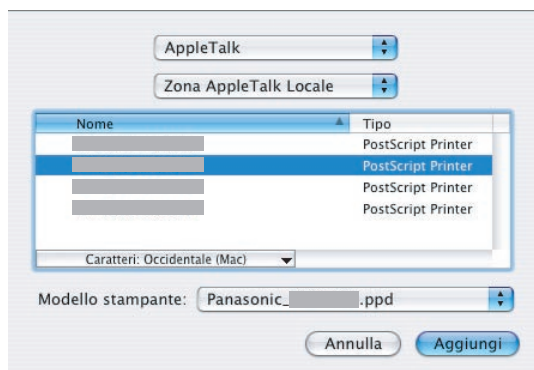 AppleTalk
Zona AppleTalk Locale
Nome Tipo
PostScript Printer
PostScript Printer
PostScript Printer
PostScript Printer
Caratteri: Occidentale (Mac)
Modello stampante: Panasonic_ .ppd
Annulla Aggiungi